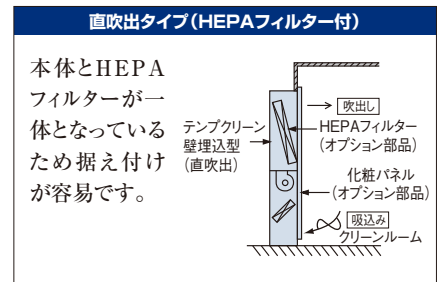 直吹出タイプ（HEPAフィルター付）
本体とHEPA
フィルターが一
体となっている
ため据え付け
が容易です。
テンプクリーン
壁埋込型
（直吹出）
吹出し
HEPAフィルター
（オプション部品）
化粧パネル
（オプション部品）
吸込み
クリーンルーム